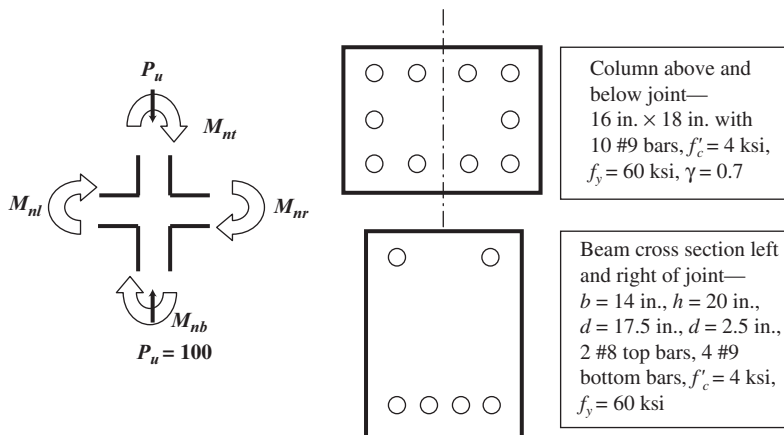 P_u
M_nt
M_nl
M_nr
M_nb
P_u = 100
Column above and
below joint—
16 in. × 18 in. with
10 #9 bars, f′_c = 4 ksi,
f_y = 60 ksi, γ = 0.7
Beam cross section left
and right of joint—
b = 14 in., h = 20 in.,
d = 17.5 in., d = 2.5 in.,
2 #8 top bars, 4 #9
bottom bars, f′_c = 4 ksi,
f_y = 60 ksi